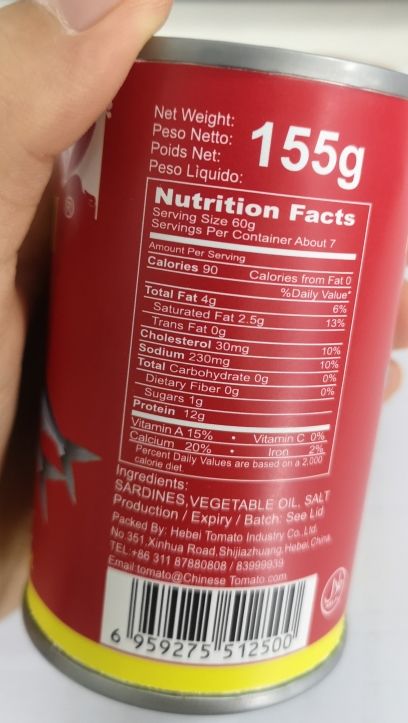 Net Weight:
Peso Netto:
Poids Net:
Peso Lìquido:
155g
Nutrition Facts
Serving Size 60g
Servings Per Container About 7
Amount Per Serving
Calories 90 Calories from Fat 0
%Daily Value*
Total Fat 4g 6%
Saturated Fat 2.5g 13%
Trans Fat 0g
Cholesterol 30mg 10%
Sodium 230mg 10%
Total Carbohydrate 0g 0%
Dietary Fiber 0g 0%
Sugars 1g
Protein 12g
Vitamin A 15% • Vitamin C 0%
Calcium 20% • Iron 2%
Percent Daily Values are based on a 2,000
calorie diet.
Ingredients:
SARDINES,VEGETABLE OIL, SALT
Production / Expiry / Batch: See Lid
Packed By: Hebei Tomato Industry Co.,Ltd.
No 351,Xinhua Road,Shijiazhuang,Hebei,China.
TEL:+86 311 87880808 / 83999939
Email:tomato@Chinese Tomato.com
6 959275 512500
®